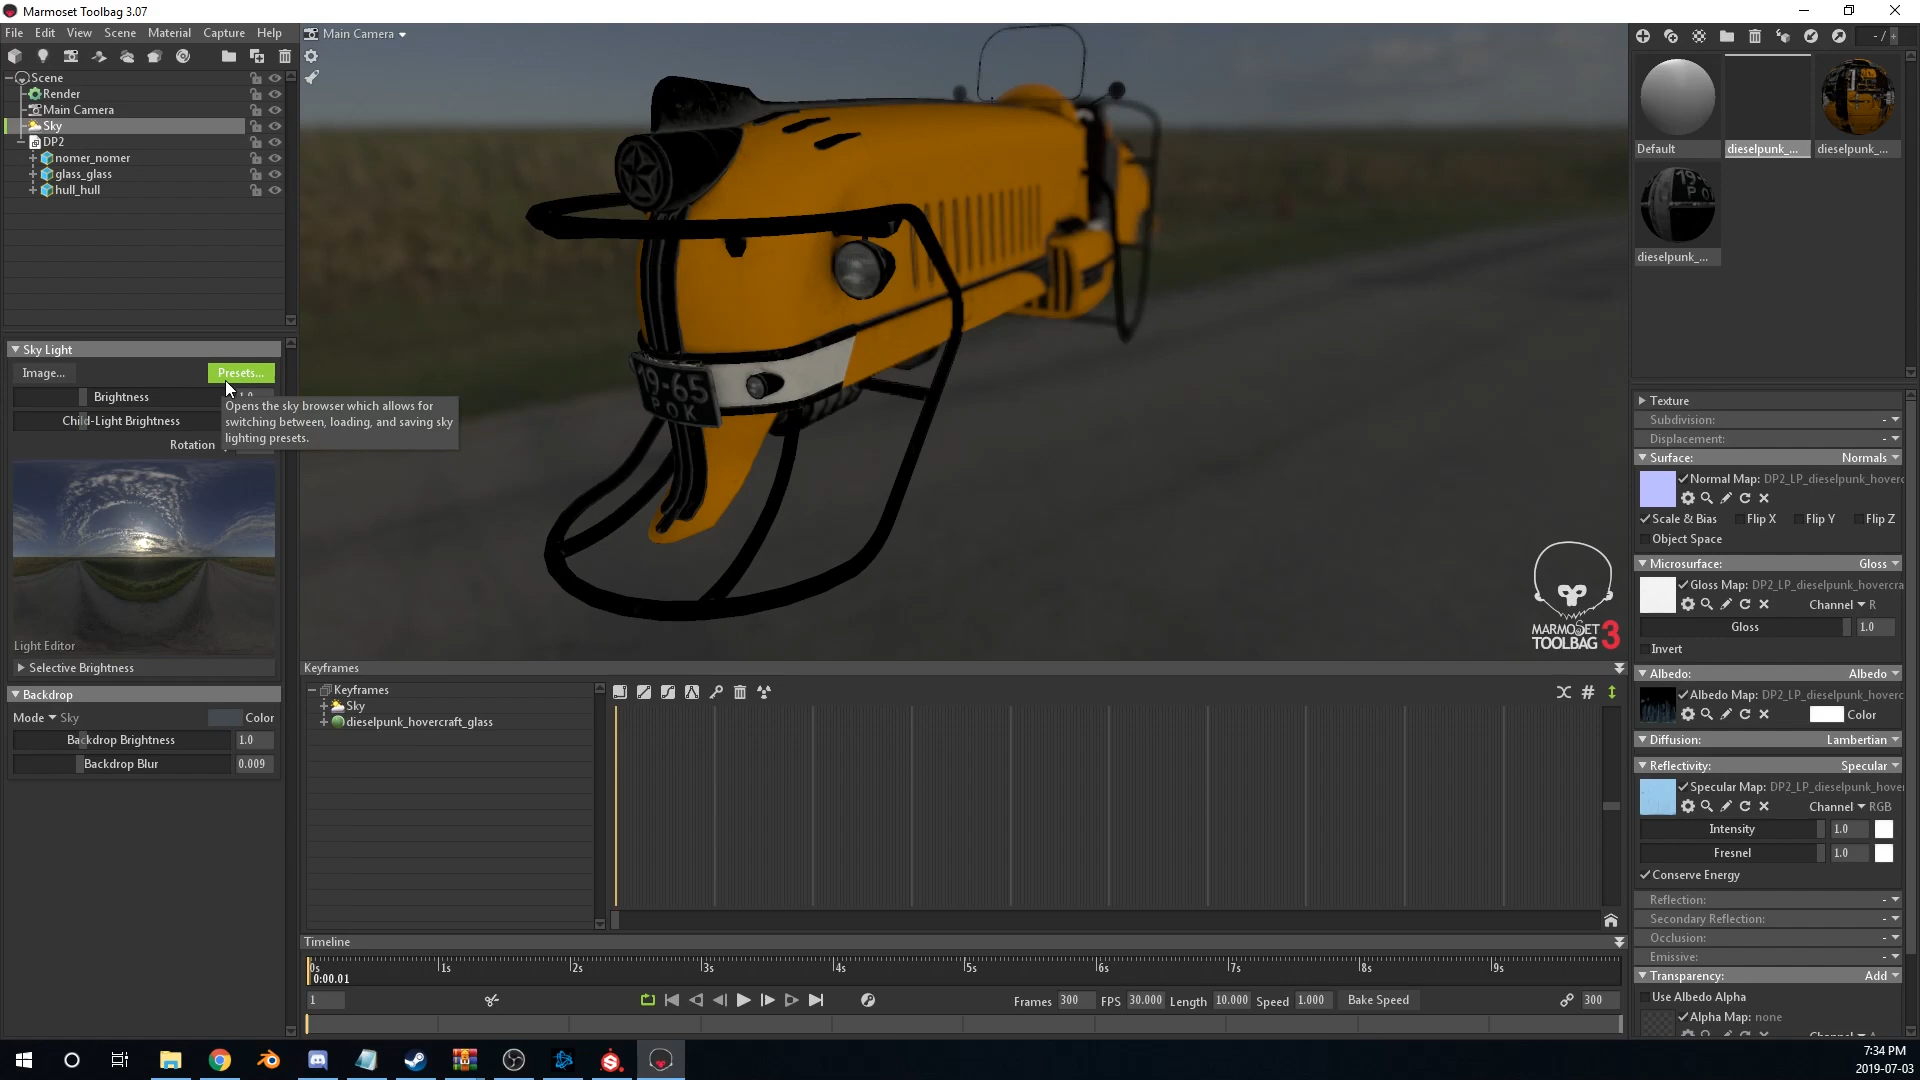 Marmoset Toolbag 3.07
File Edit View Scene Material Capture Help
Main Camera
- / +
Scene
Render
Main Camera
Sky
DP2
nomer_nomer
glass_glass
hull_hull
Default
dieselpunk_...
dieselpunk_...
dieselpunk_...
Sky Light
Image...
Presets...
Brightness
Child-Light Brightness
Rotation
Opens the sky browser which allows for
switching between, loading, and saving sky
lighting presets.
Light Editor
Selective Brightness
Backdrop
Mode Sky Color
Backdrop Brightness 1.0
Backdrop Blur 0.009
19-65
POK
MARMOSET
TOOLBAG 3
Keyframes
Keyframes
Sky
dieselpunk_hovercraft_glass
Timeline
0s 1s 2s 3s 4s 5s 6s 7s 8s 9s
0:00.01
1
Frames 300 FPS 30.000 Length 10.000 Speed 1.000 Bake Speed 300
Texture
Subdivision: -
Displacement: -
Surface: Normals
Normal Map: DP2_LP_dieselpunk_hoverc
Scale & Bias Flip X Flip Y Flip Z
Object Space
Microsurface: Gloss
Gloss Map: DP2_LP_dieselpunk_hovercra
Channel R
Gloss 1.0
Invert
Albedo: Albedo
Albedo Map: DP2_LP_dieselpunk_hoverc
Color
Diffusion: Lambertian
Reflectivity: Specular
Specular Map: DP2_LP_dieselpunk_hove
Channel RGB
Intensity 1.0
Fresnel 1.0
Conserve Energy
Reflection: -
Secondary Reflection: -
Occlusion: -
Emissive: -
Transparency: Add
Use Albedo Alpha
Alpha Map: none
7:34 PM
2019-07-03